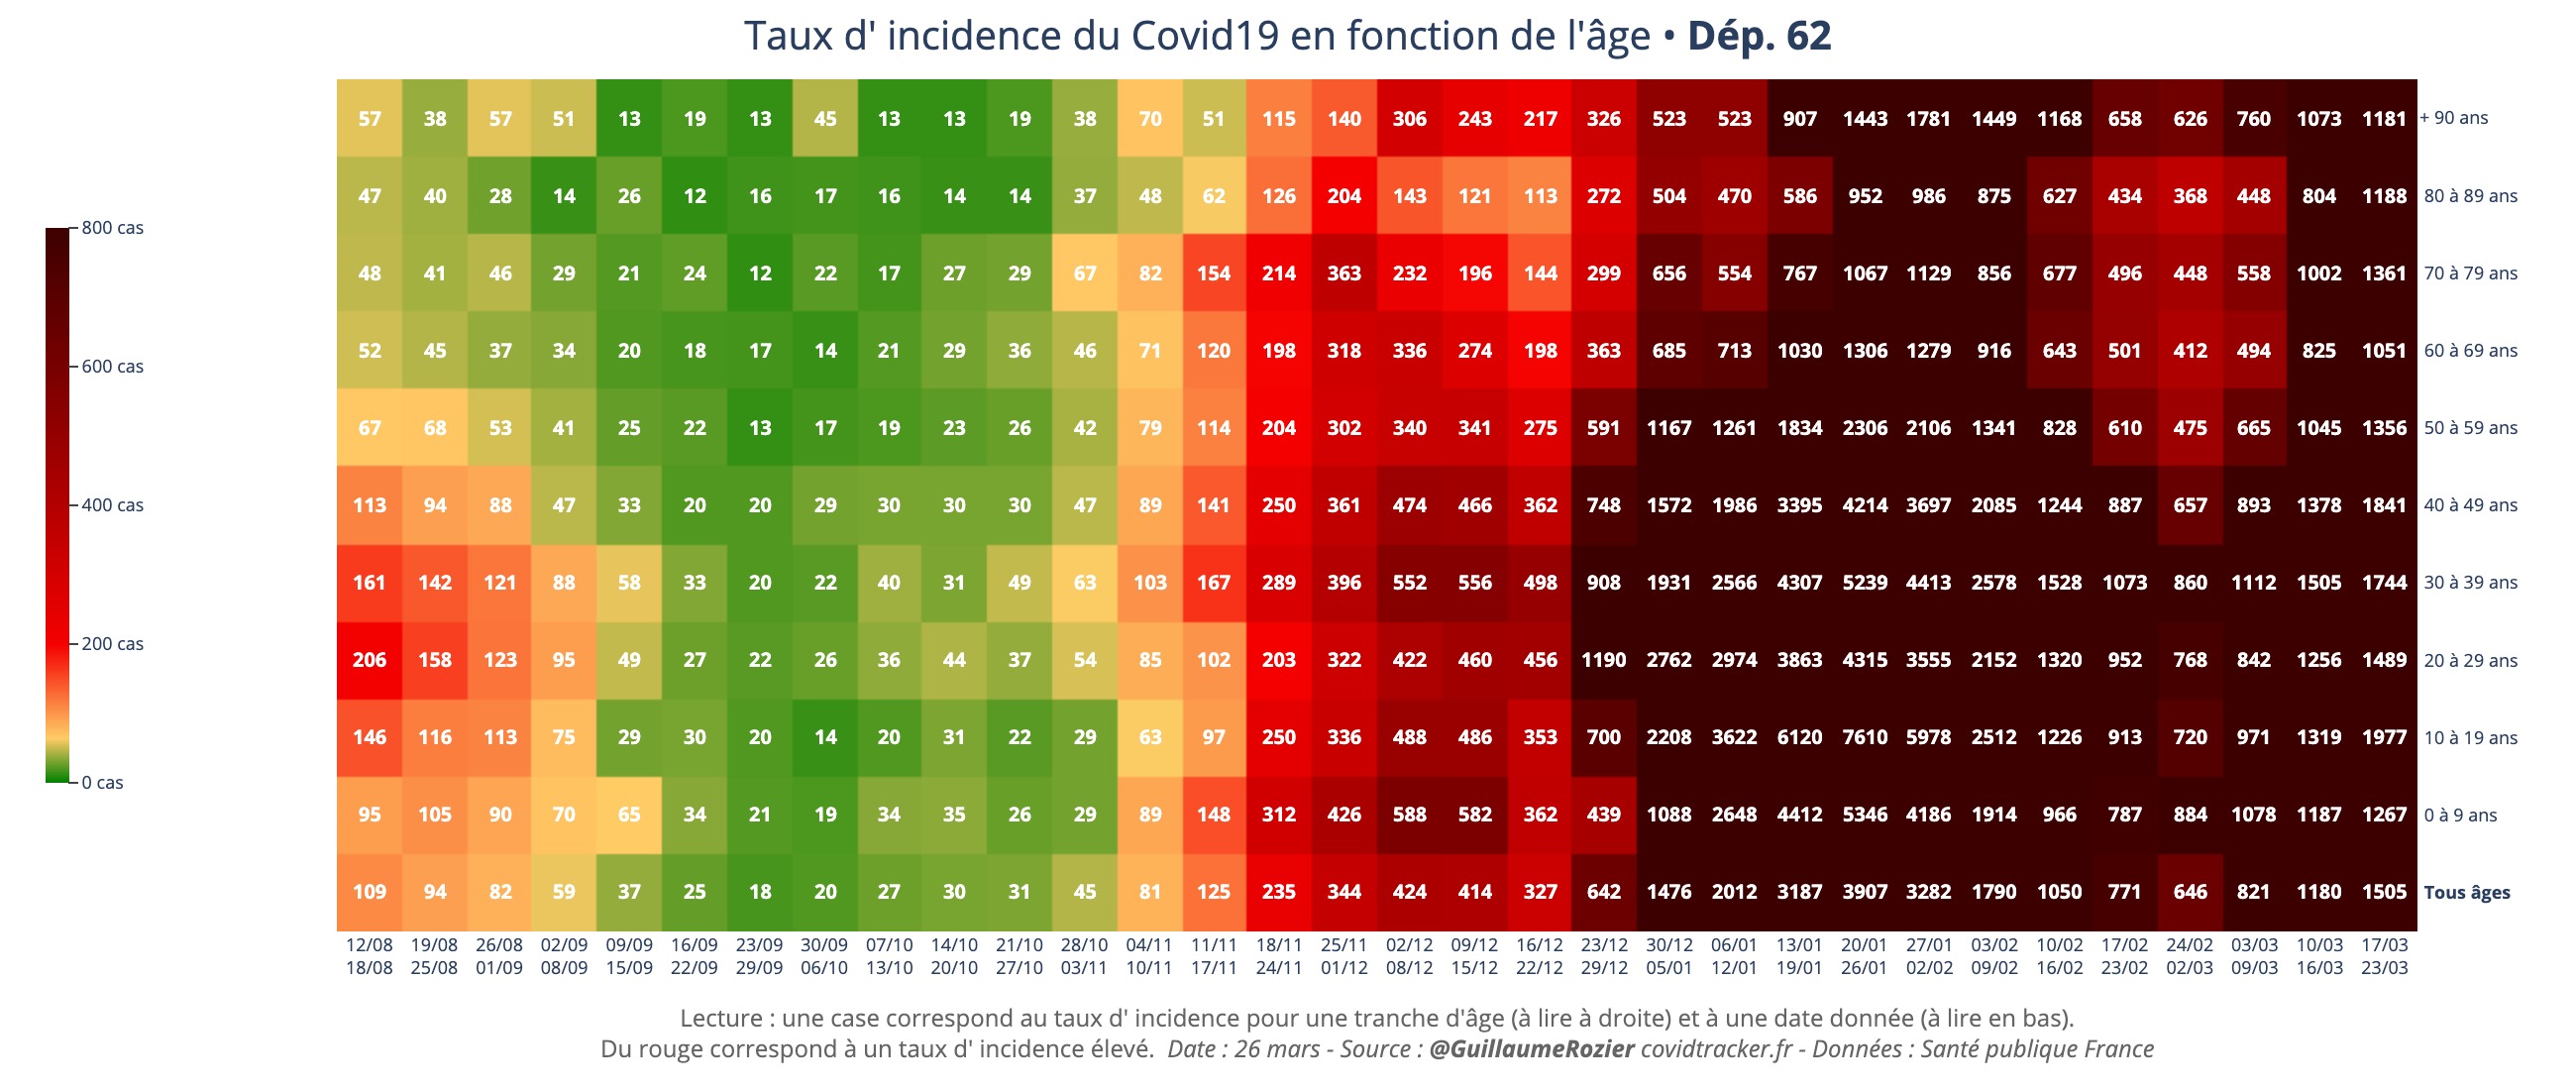 Taux d' incidence du Covid19 en fonction de l'âge • Dép. 62
57 38 57 51 13 19 13 45 13 13 19 38 70 51 115 140 306 243 217 326 523 523 907 1443 1781 1449 1168 658 626 760 1073 1181 + 90 ans
47 40 28 14 26 12 16 17 16 14 14 37 48 62 126 204 143 121 113 272 504 470 586 952 986 875 627 434 368 448 804 1188 80 à 89 ans
800 cas
48 41 46 29 21 24 12 22 17 27 29 67 82 154 214 363 232 196 144 299 656 554 767 1067 1129 856 677 496 448 558 1002 1361 70 à 79 ans
52 45 37 34 20 18 17 14 21 29 36 46 71 120 198 318 336 274 198 363 685 713 1030 1306 1279 916 643 501 412 494 825 1051 60 à 69 ans
600 cas
67 68 53 41 25 22 13 17 19 23 26 42 79 114 204 302 340 341 275 591 1167 1261 1834 2306 2106 1341 828 610 475 665 1045 1356 50 à 59 ans
400 cas
113 94 88 47 33 20 20 29 30 30 30 47 89 141 250 361 474 466 362 748 1572 1986 3395 4214 3697 2085 1244 887 657 893 1378 1841 40 à 49 ans
161 142 121 88 58 33 20 22 40 31 49 63 103 167 289 396 552 556 498 908 1931 2566 4307 5239 4413 2578 1528 1073 860 1112 1505 1744 30 à 39 ans
200 cas
206 158 123 95 49 27 22 26 36 44 37 54 85 102 203 322 422 460 456 1190 2762 2974 3863 4315 3555 2152 1320 952 768 842 1256 1489 20 à 29 ans
146 116 113 75 29 30 20 14 20 31 22 29 63 97 250 336 488 486 353 700 2208 3622 6120 7610 5978 2512 1226 913 720 971 1319 1977 10 à 19 ans
0 cas
95 105 90 70 65 34 21 19 34 35 26 29 89 148 312 426 588 582 362 439 1088 2648 4412 5346 4186 1914 966 787 884 1078 1187 1267 0 à 9 ans
109 94 82 59 37 25 18 20 27 30 31 45 81 125 235 344 424 414 327 642 1476 2012 3187 3907 3282 1790 1050 771 646 821 1180 1505 Tous âges
12/08 19/08 26/08 02/09 09/09 16/09 23/09 30/09 07/10 14/10 21/10 28/10 04/11 11/11 18/11 25/11 02/12 09/12 16/12 23/12 30/12 06/01 13/01 20/01 27/01 03/02 10/02 17/02 24/02 03/03 10/03 17/03
18/08 25/08 01/09 08/09 15/09 22/09 29/09 06/10 13/10 20/10 27/10 03/11 10/11 17/11 24/11 01/12 08/12 15/12 22/12 29/12 05/01 12/01 19/01 26/01 02/02 09/02 16/02 23/02 02/03 09/03 16/03 23/03
Lecture : une case correspond au taux d' incidence pour une tranche d'âge (à lire à droite) et à une date donnée (à lire en bas).
Du rouge correspond à un taux d' incidence élevé. Date : 26 mars - Source : @GuillaumeRozier covidtracker.fr - Données : Santé publique France